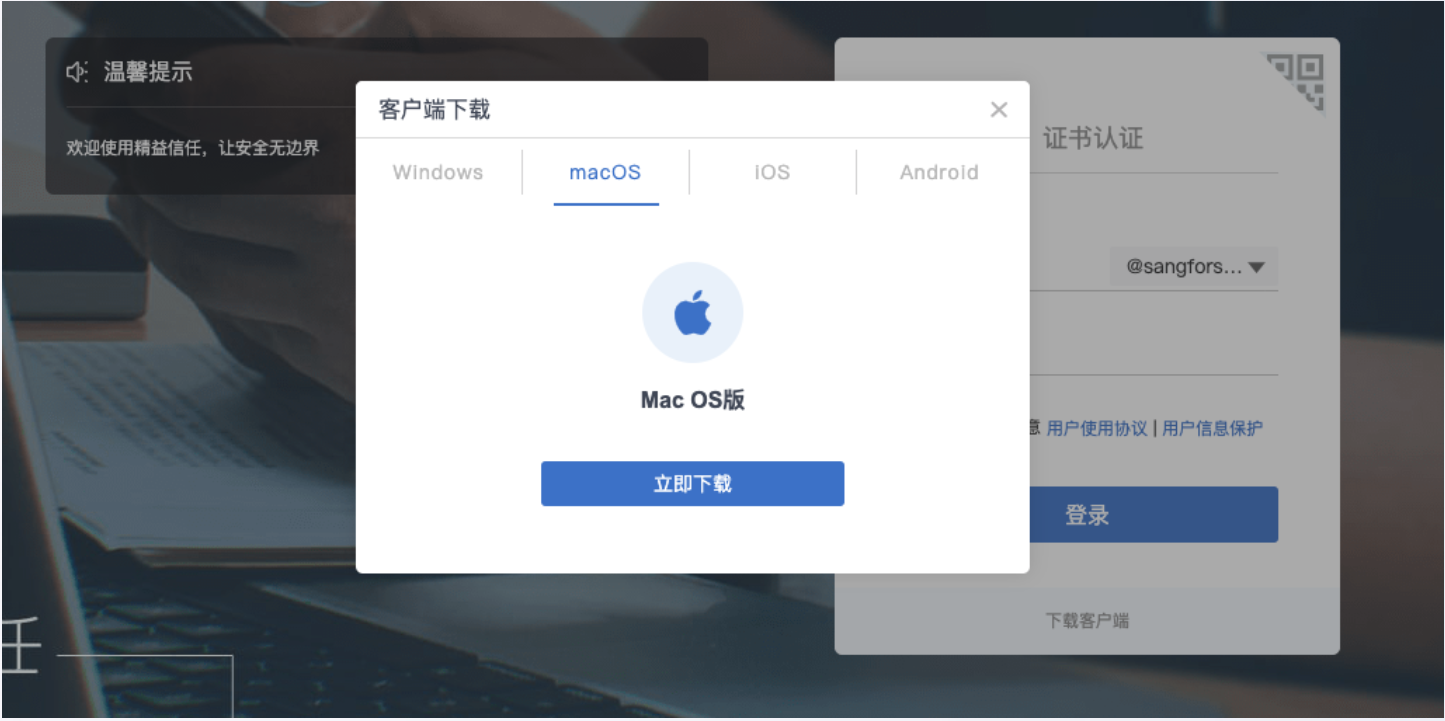 温馨提示
欢迎使用精益信任，让安全无边界
客户端下载
Windows
macOS
iOS
Android
Mac OS版
立即下载
证书认证
@sangfors...
意 用户使用协议 | 用户信息保护
登录
下载客户端
任